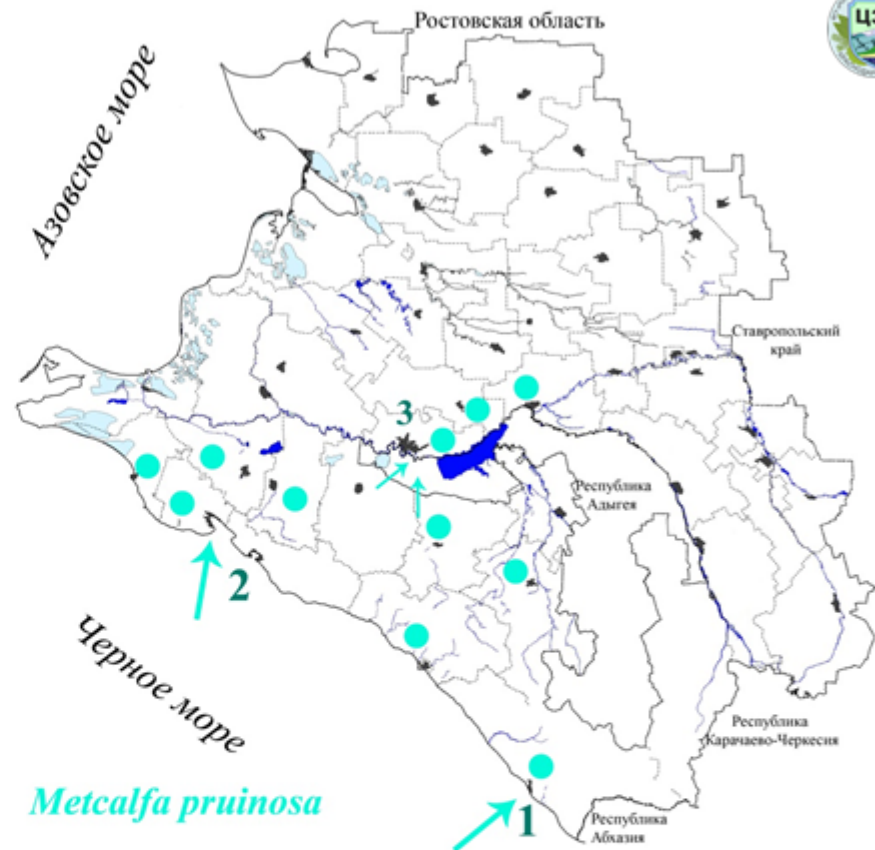 Ростовская область
ЦЗ
Азовское море
Ставропольский
край
3
Республика
Адыгея
2
Черное море
Республика
Карачаево-Черкесия
Metcalfa pruinosa
1
Республика
Абхазия